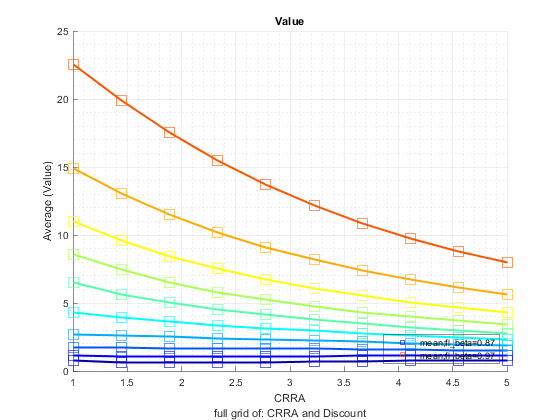 Value
25
20
15
10
5
0
Average (Value)
1 1.5 2 2.5 3 3.5 4 4.5 5
mean,fl_beta=0.87
mean,fl_beta=0.97
CRRA
full grid of: CRRA and Discount